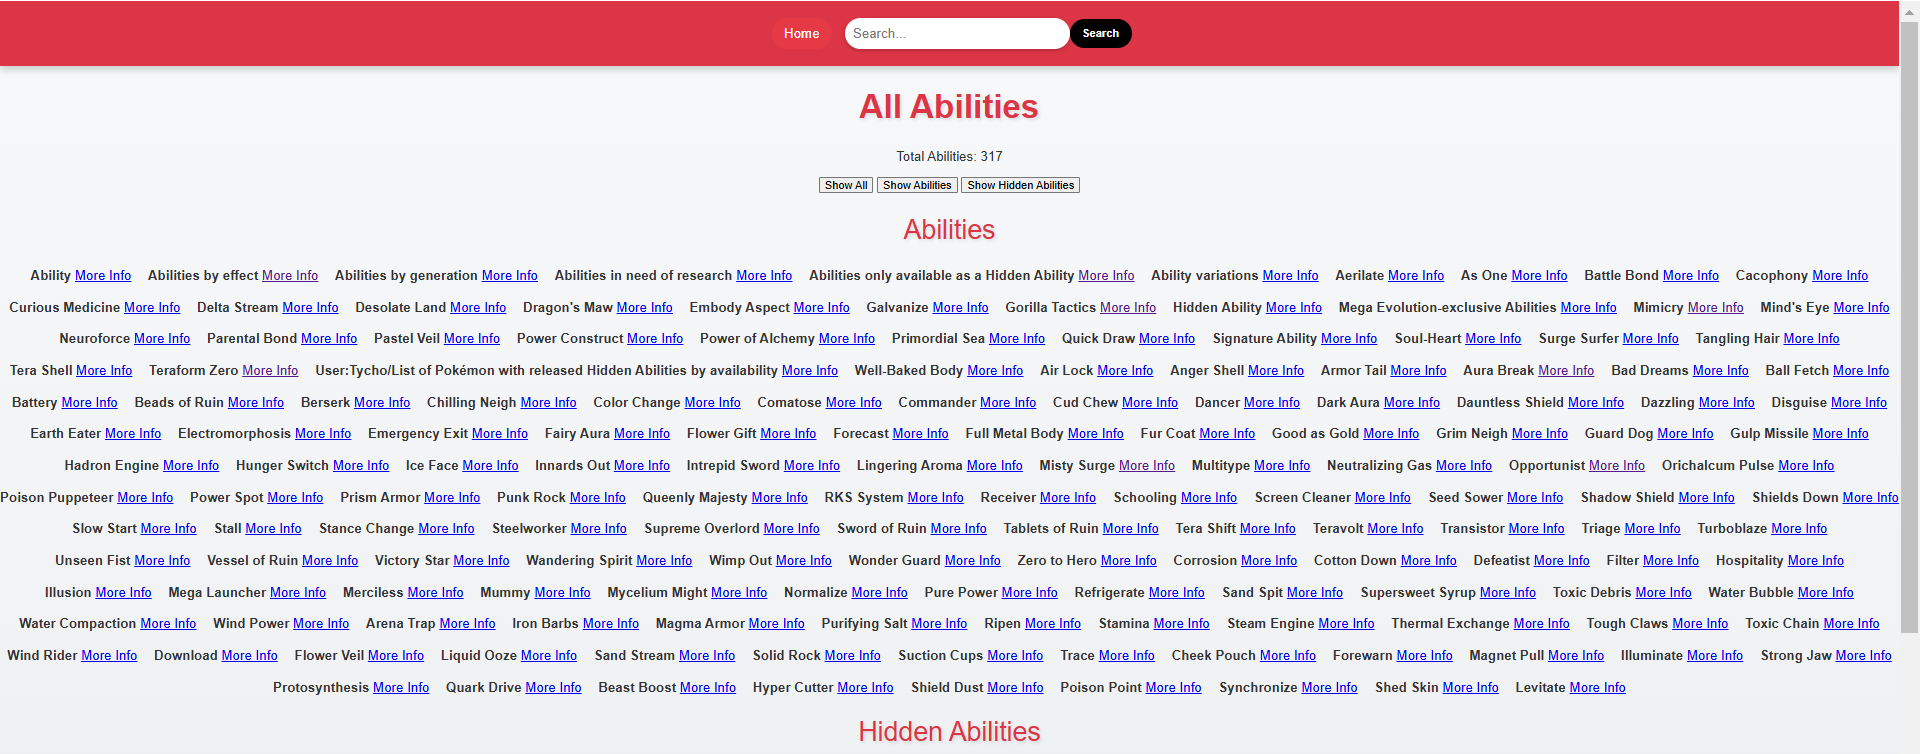 Home Search... Search
All Abilities
Total Abilities: 317
Show All Show Abilities Show Hidden Abilities
Abilities
Ability More Info Abilities by effect More Info Abilities by generation More Info Abilities in need of research More Info Abilities only available as a Hidden Ability More Info Ability variations More Info Aerilate More Info As One More Info Battle Bond More Info Cacophony More Info
Curious Medicine More Info Delta Stream More Info Desolate Land More Info Dragon's Maw More Info Embody Aspect More Info Galvanize More Info Gorilla Tactics More Info Hidden Ability More Info Mega Evolution-exclusive Abilities More Info Mimicry More Info Mind's Eye More Info
Neuroforce More Info Parental Bond More Info Pastel Veil More Info Power Construct More Info Power of Alchemy More Info Primordial Sea More Info Quick Draw More Info Signature Ability More Info Soul-Heart More Info Surge Surfer More Info Tangling Hair More Info
Tera Shell More Info Teraform Zero More Info User:Tycho/List of Pokémon with released Hidden Abilities by availability More Info Well-Baked Body More Info Air Lock More Info Anger Shell More Info Armor Tail More Info Aura Break More Info Bad Dreams More Info Ball Fetch More Info
Battery More Info Beads of Ruin More Info Berserk More Info Chilling Neigh More Info Color Change More Info Comatose More Info Commander More Info Cud Chew More Info Dancer More Info Dark Aura More Info Dauntless Shield More Info Dazzling More Info Disguise More Info
Earth Eater More Info Electromorphosis More Info Emergency Exit More Info Fairy Aura More Info Flower Gift More Info Forecast More Info Full Metal Body More Info Fur Coat More Info Good as Gold More Info Grim Neigh More Info Guard Dog More Info Gulp Missile More Info
Hadron Engine More Info Hunger Switch More Info Ice Face More Info Innards Out More Info Intrepid Sword More Info Lingering Aroma More Info Misty Surge More Info Multitype More Info Neutralizing Gas More Info Opportunist More Info Orichalcum Pulse More Info
Poison Puppeteer More Info Power Spot More Info Prism Armor More Info Punk Rock More Info Queenly Majesty More Info RKS System More Info Receiver More Info Schooling More Info Screen Cleaner More Info Seed Sower More Info Shadow Shield More Info Shields Down More Info
Slow Start More Info Stall More Info Stance Change More Info Steelworker More Info Supreme Overlord More Info Sword of Ruin More Info Tablets of Ruin More Info Tera Shift More Info Teravolt More Info Transistor More Info Triage More Info Turboblaze More Info
Unseen Fist More Info Vessel of Ruin More Info Victory Star More Info Wandering Spirit More Info Wimp Out More Info Wonder Guard More Info Zero to Hero More Info Corrosion More Info Cotton Down More Info Defeatist More Info Filter More Info Hospitality More Info
Illusion More Info Mega Launcher More Info Merciless More Info Mummy More Info Mycelium Might More Info Normalize More Info Pure Power More Info Refrigerate More Info Sand Spit More Info Supersweet Syrup More Info Toxic Debris More Info Water Bubble More Info
Water Compaction More Info Wind Power More Info Arena Trap More Info Iron Barbs More Info Magma Armor More Info Purifying Salt More Info Ripen More Info Stamina More Info Steam Engine More Info Thermal Exchange More Info Tough Claws More Info Toxic Chain More Info
Wind Rider More Info Download More Info Flower Veil More Info Liquid Ooze More Info Sand Stream More Info Solid Rock More Info Suction Cups More Info Trace More Info Cheek Pouch More Info Forewarn More Info Magnet Pull More Info Illuminate More Info Strong Jaw More Info
Protosynthesis More Info Quark Drive More Info Beast Boost More Info Hyper Cutter More Info Shield Dust More Info Poison Point More Info Synchronize More Info Shed Skin More Info Levitate More Info
Hidden Abilities